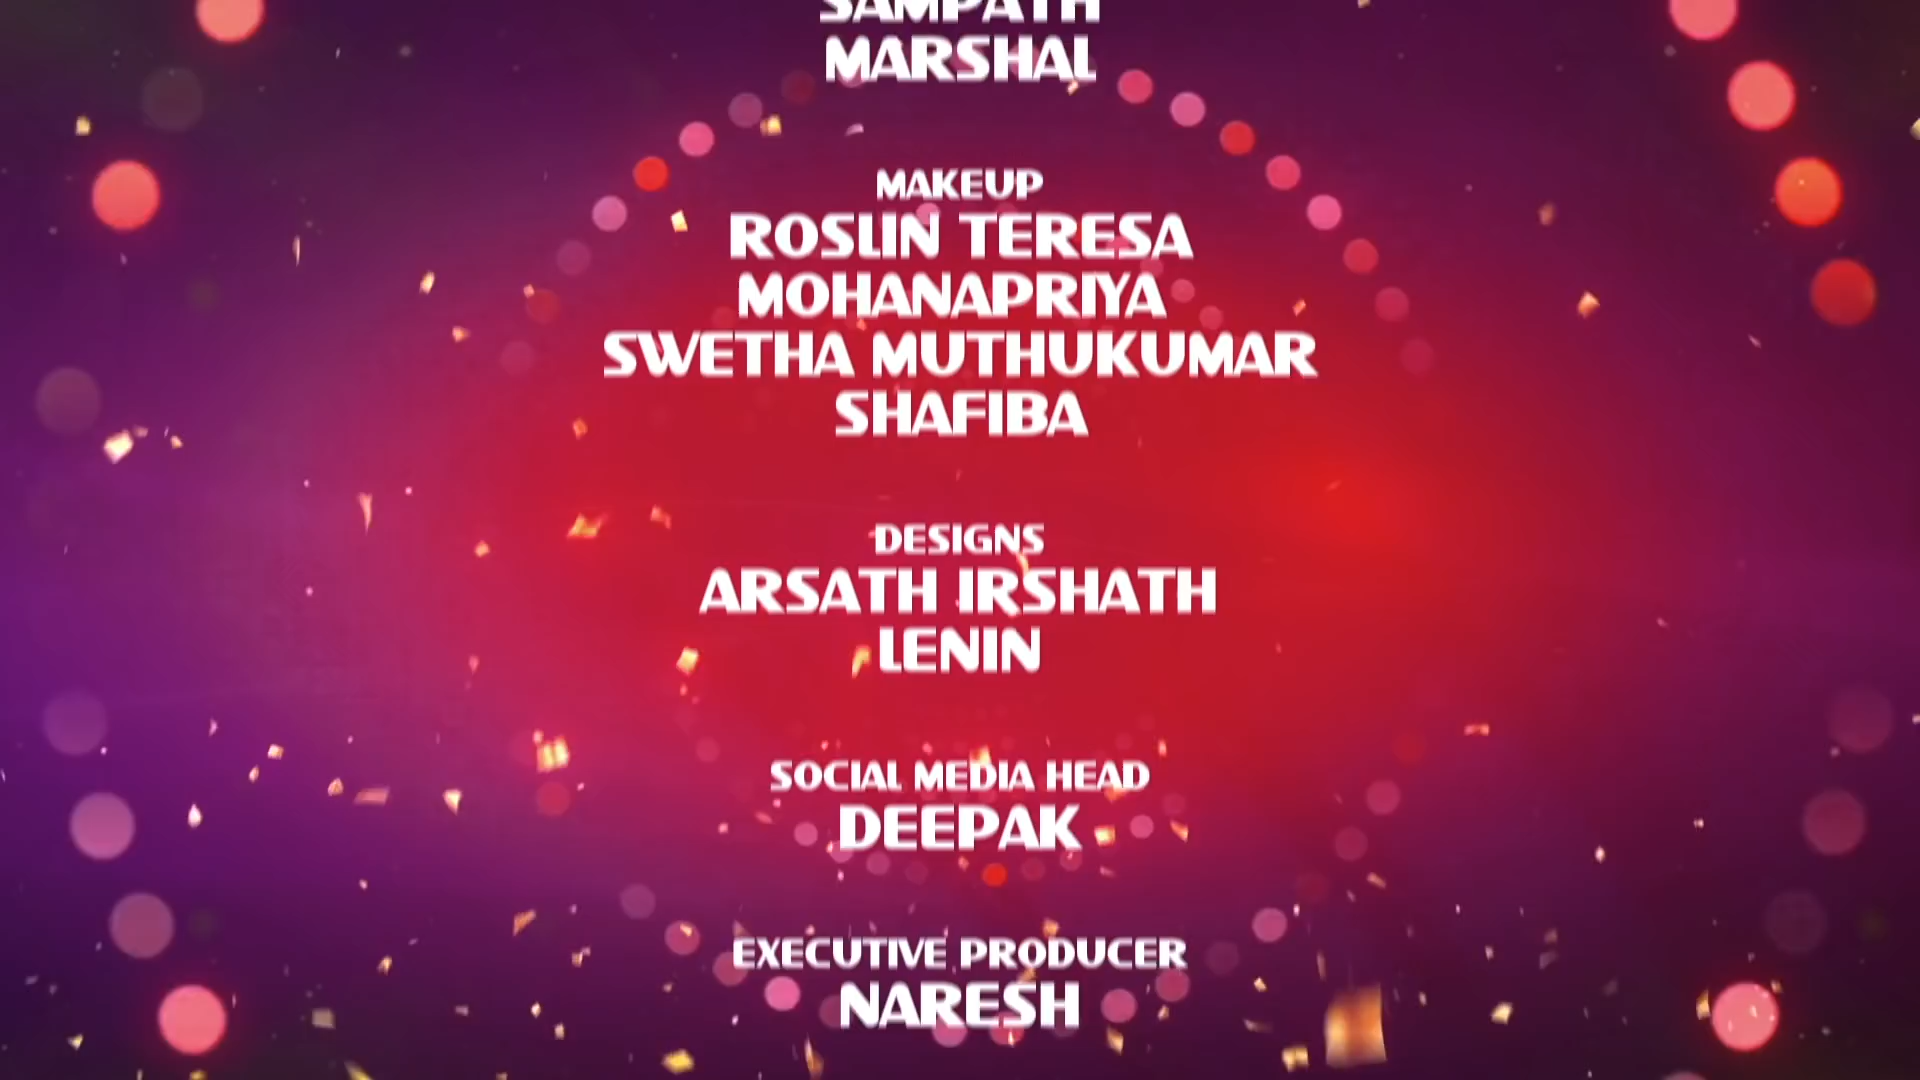 SAMPATH
MARSHAL
MAKEUP
ROSLIN TERESA
MOHANAPRIYA
SWETHA MUTHUKUMAR
SHAFIBA
DESIGNS
ARSATH IRSHATH
LENIN
SOCIAL MEDIA HEAD
DEEPAK
EXECUTIVE PRODUCER
NARESH